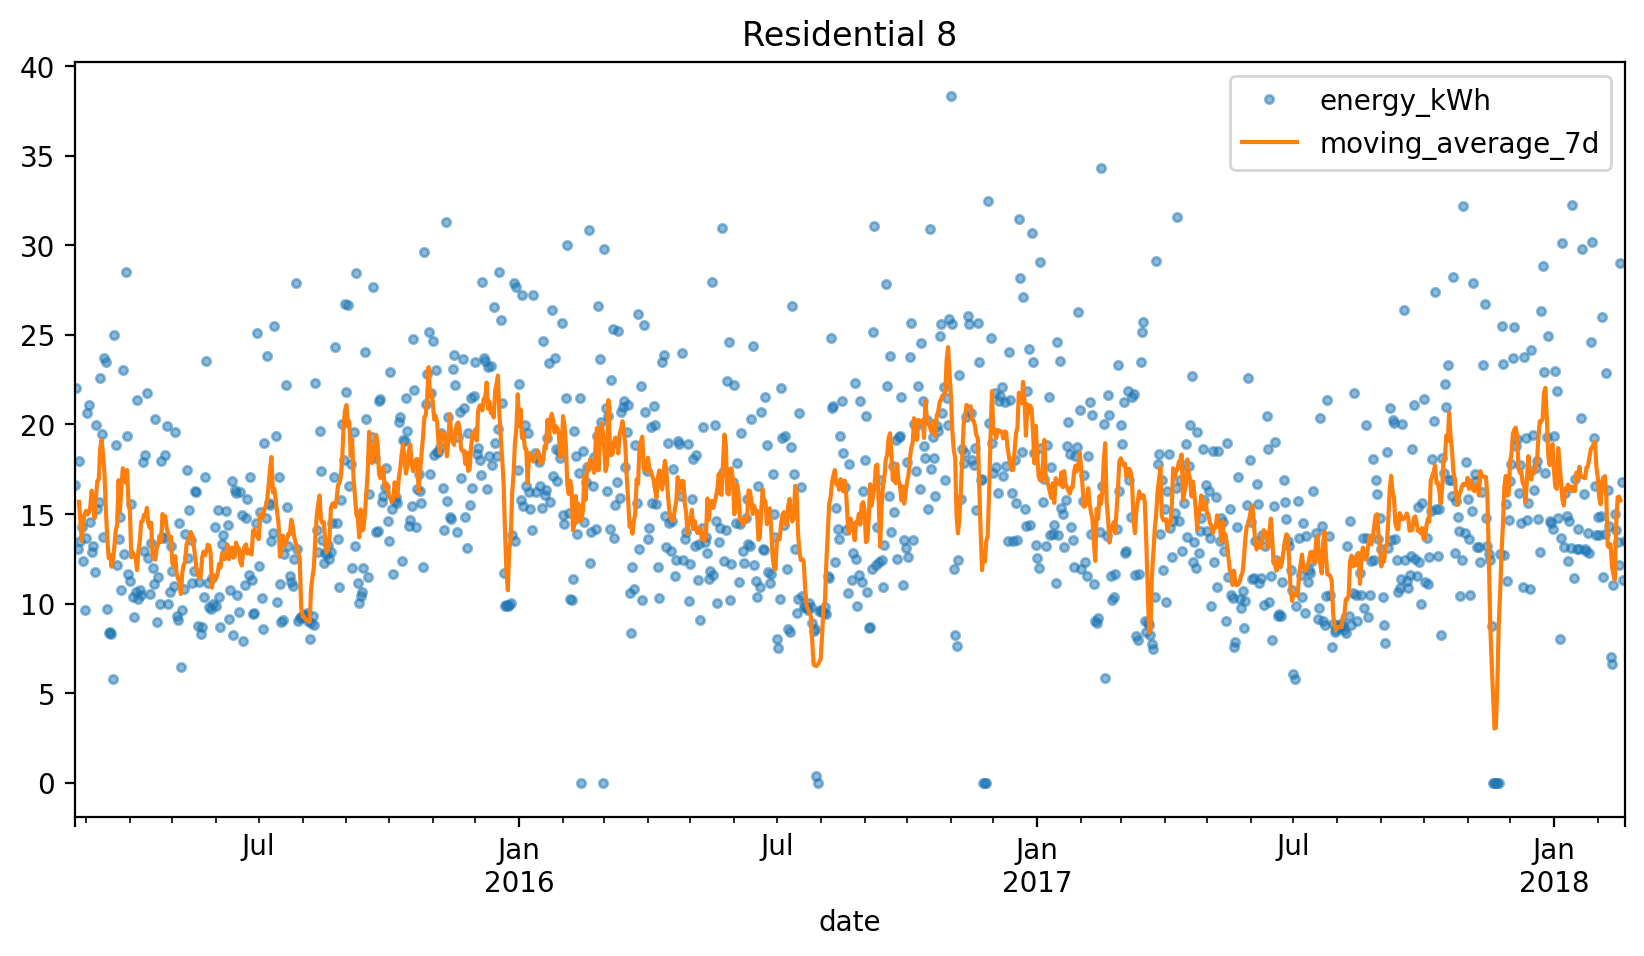 Residential 8
energy_kWh
moving_average_7d
40
35
30
25
20
15
10
5
0
Jul
Jan
2016
Jul
Jan
2017
Jul
Jan
2018
date